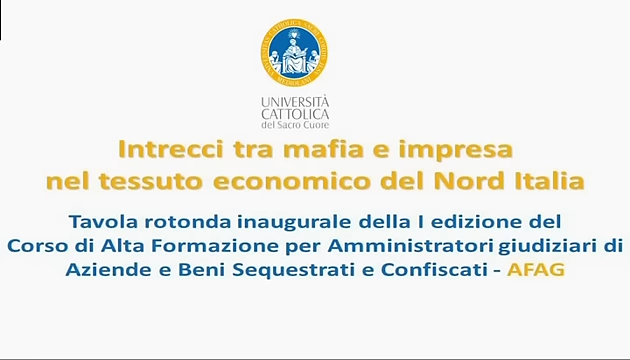 UNIVERSITÀ
CATTOLICA
del Sacro Cuore
Intrecci tra mafia e impresa
nel tessuto economico del Nord Italia
Tavola rotonda inaugurale della I edizione del
Corso di Alta Formazione per Amministratori giudiziari di
Aziende e Beni Sequestrati e Confiscati - AFAG